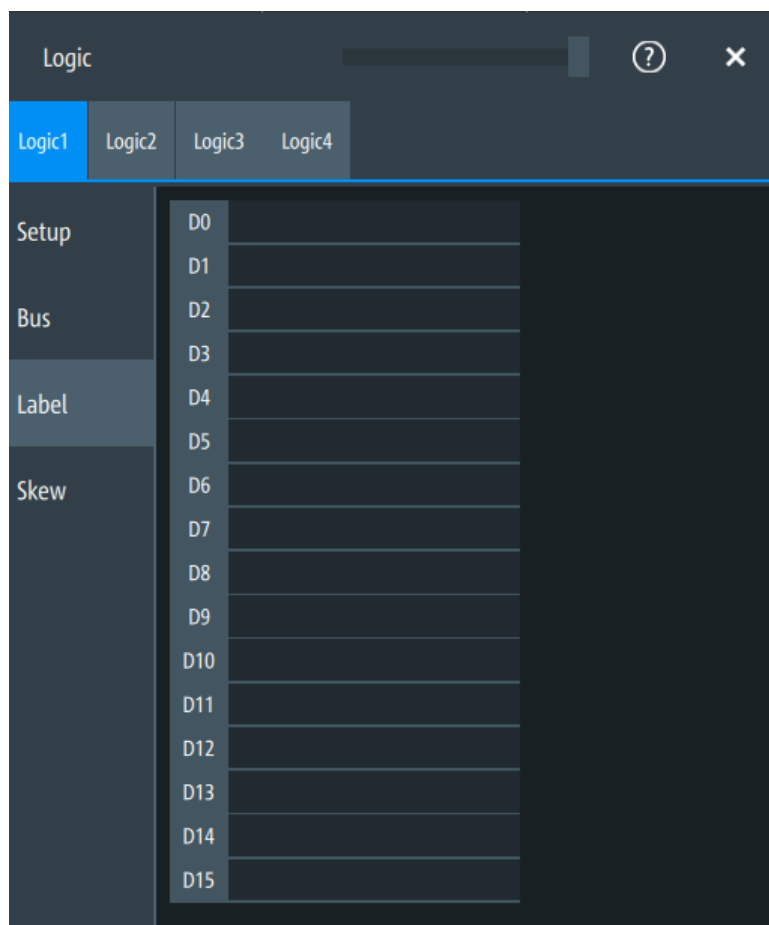 Logic
?
Logic1 Logic2 Logic3 Logic4
Setup
Bus
Label
Skew
D0
D1
D2
D3
D4
D5
D6
D7
D8
D9
D10
D11
D12
D13
D14
D15